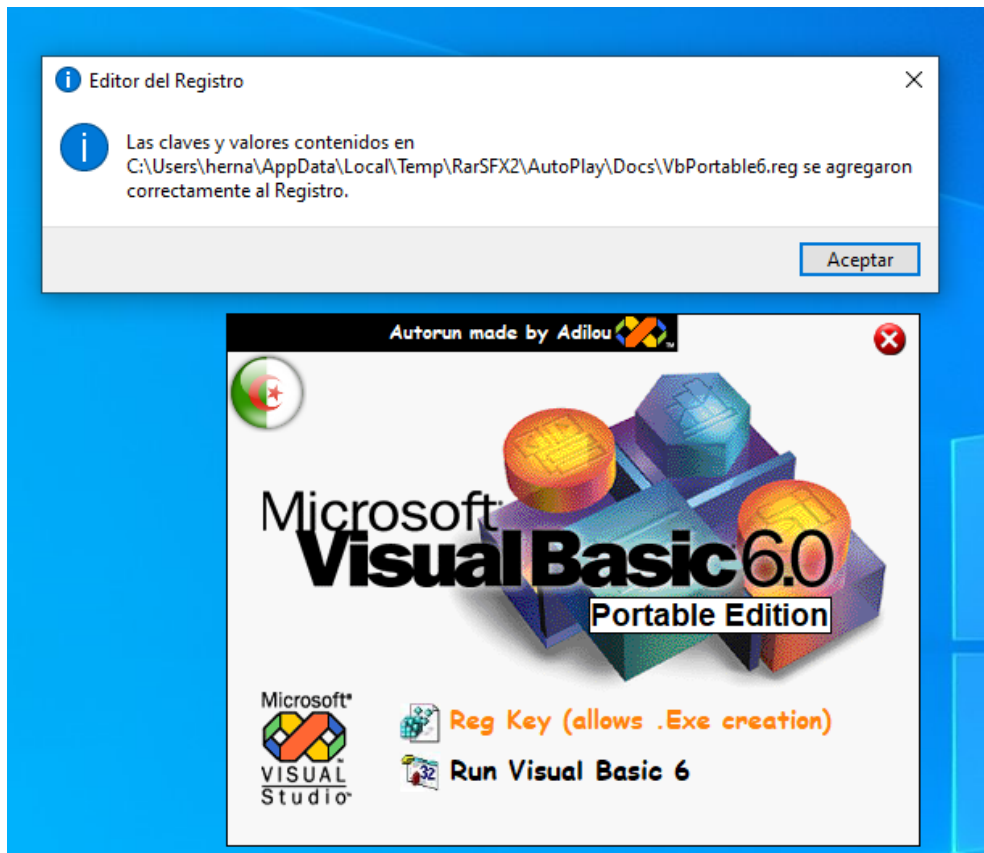 Editor del Registro
Las claves y valores contenidos en
C:\Users\herna\AppData\Local\Temp\RarSFX2\AutoPlay\Docs\VbPortable6.reg se agregaron
correctamente al Registro.
Aceptar
Autorun made by Adilou
Microsoft
Visual Basic 6.0
Portable Edition
Microsoft
VISUAL
Studio
Reg Key (allows .Exe creation)
32
Run Visual Basic 6